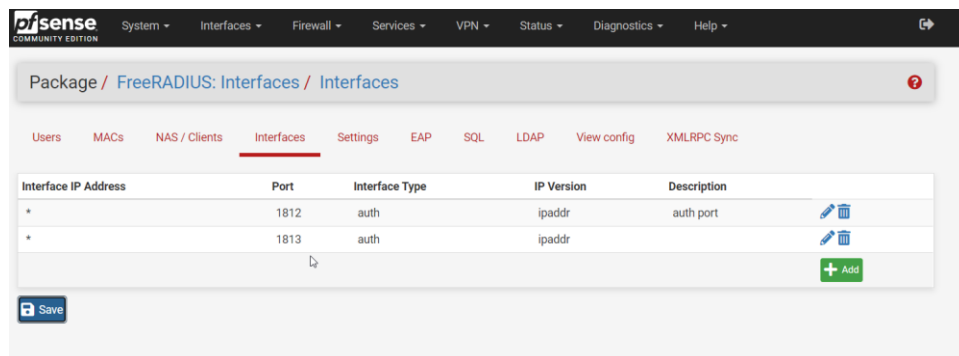 pfsense System Interfaces Firewall Services VPN Status Diagnostics Help
COMMUNITY EDITION
Package / FreeRADIUS: Interfaces / Interfaces
Users MACs NAS / Clients Interfaces Settings EAP SQL LDAP View config XMLRPC Sync
Interface IP Address Port Interface Type IP Version Description
* 1812 auth ipaddr auth port
* 1813 auth ipaddr
+ Add
Save